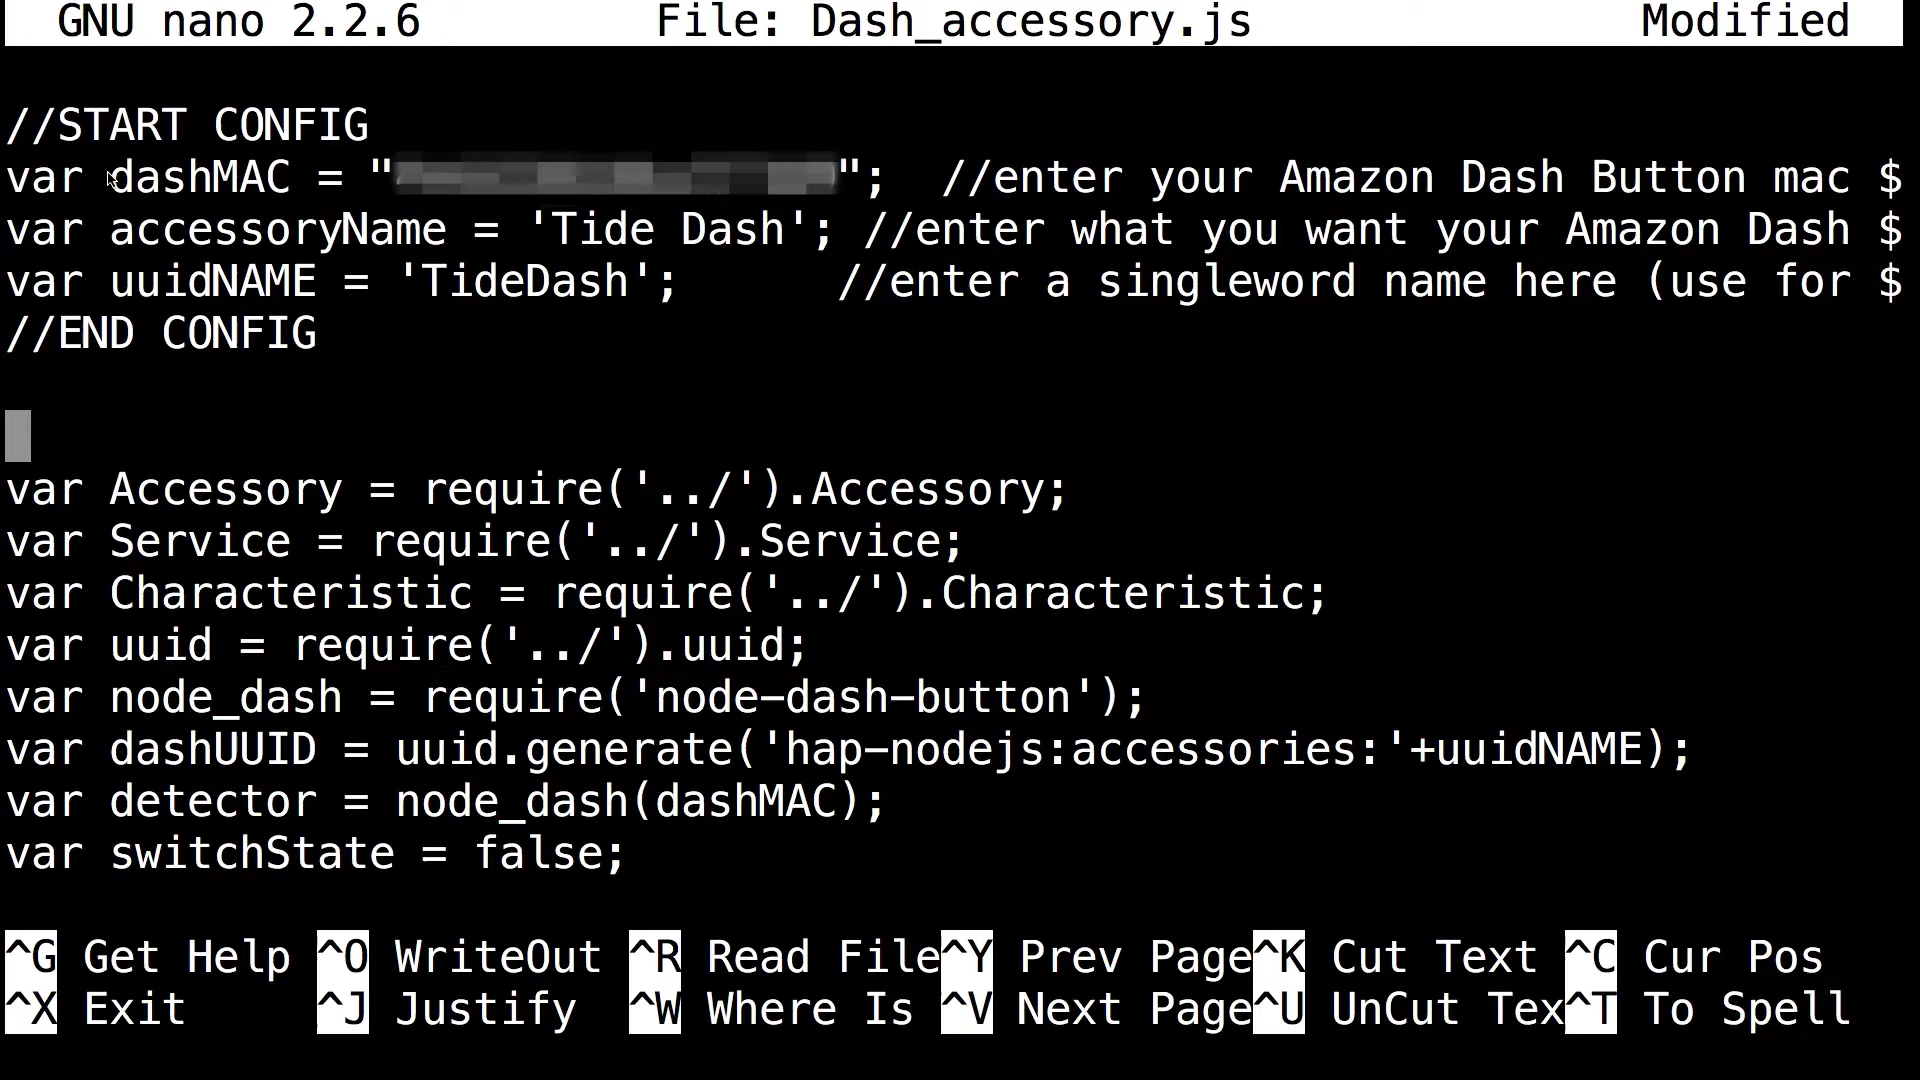 GNU nano 2.2.6 File: Dash_accessory.js Modified
//START CONFIG
var dashMAC = " "; //enter your Amazon Dash Button mac $
var accessoryName = 'Tide Dash'; //enter what you want your Amazon Dash $
var uuidNAME = 'TideDash'; //enter a singleword name here (use for $
//END CONFIG
var Accessory = require('../').Accessory;
var Service = require('../').Service;
var Characteristic = require('../').Characteristic;
var uuid = require('../').uuid;
var node_dash = require('node-dash-button');
var dashUUID = uuid.generate('hap-nodejs:accessories:'+uuidNAME);
var detector = node_dash(dashMAC);
var switchState = false;
^G Get Help ^O WriteOut ^R Read File ^Y Prev Page ^K Cut Text ^C Cur Pos
^X Exit ^J Justify ^W Where Is ^V Next Page ^U UnCut Tex ^T To Spell